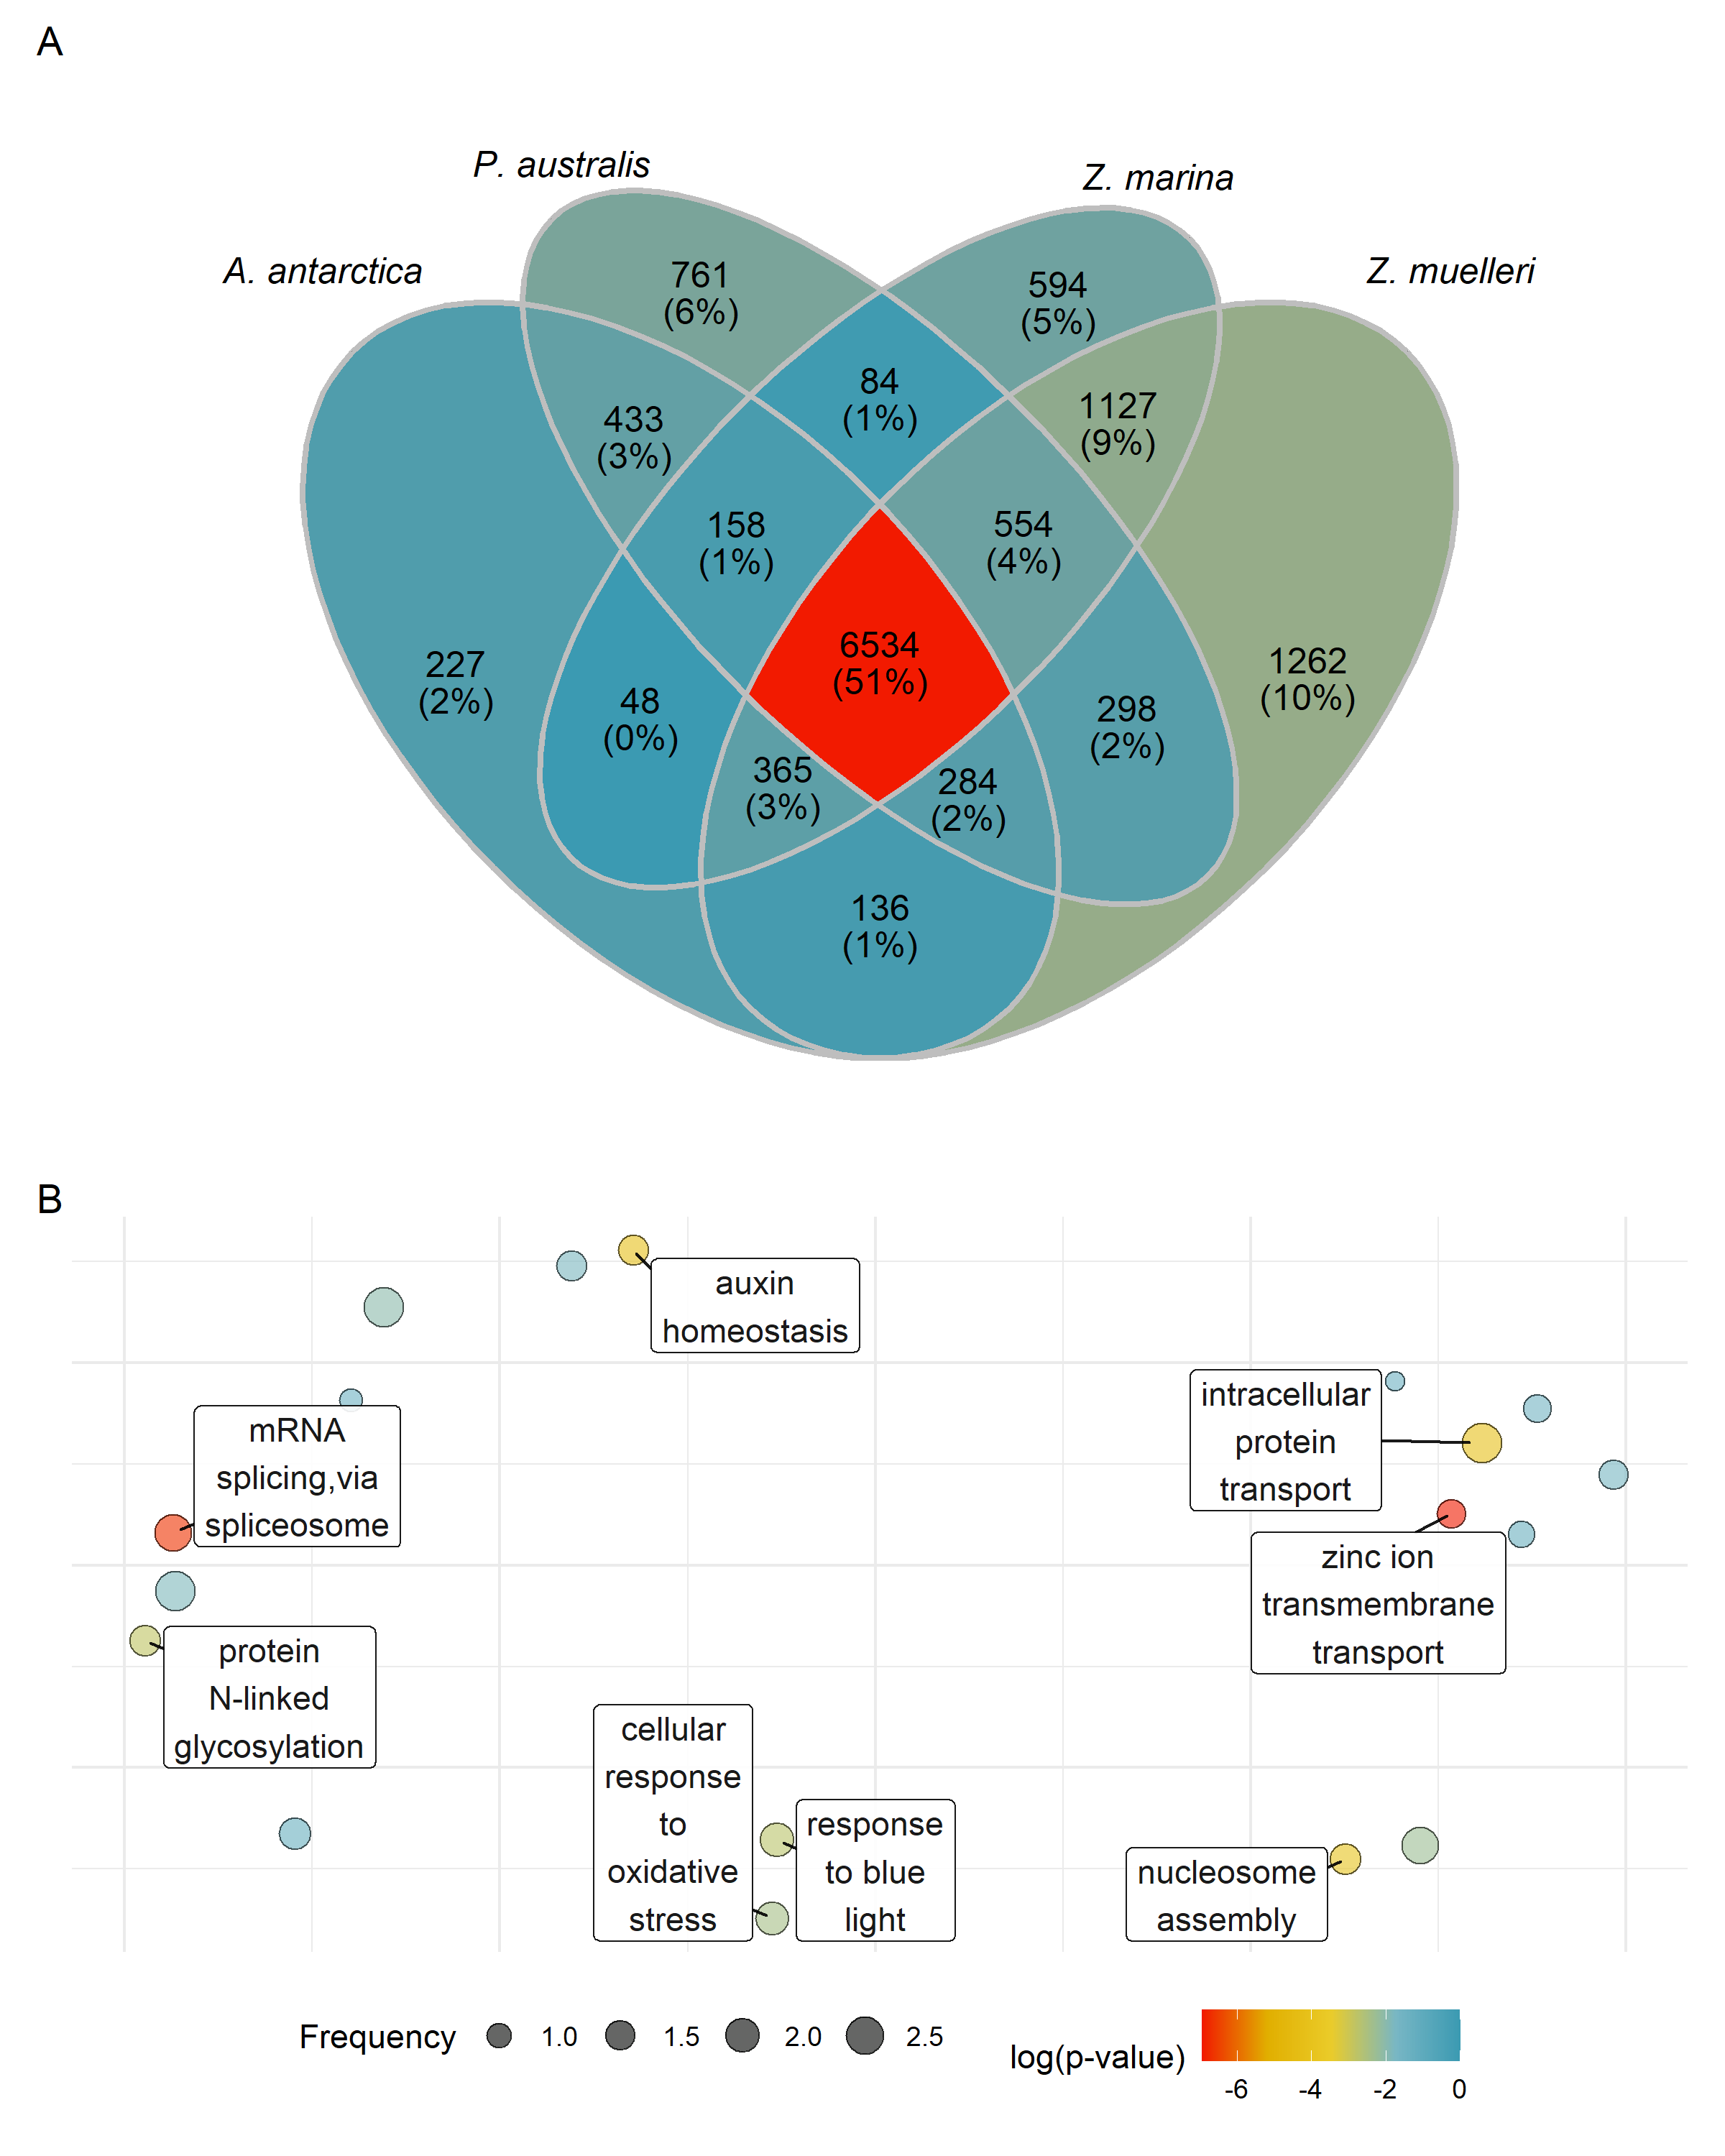 A
P. australis
Z. marina
A. antarctica
Z. muelleri
761
(6%)
594
(5%)
84
(1%)
1127
(9%)
433
(3%)
158
(1%)
554
(4%)
6534
(51%)
227
(2%)
48
(0%)
298
(2%)
1262
(10%)
365
(3%)
284
(2%)
136
(1%)
B
auxin
homeostasis
intracellular
protein
transport
mRNA
splicing,via
spliceosome
zinc ion
transmembrane
transport
protein
N-linked
glycosylation
cellular
response
to
oxidative
stress
response
to blue
light
nucleosome
assembly
Frequency 1.0 1.5 2.0 2.5
log(p-value)
-6 -4 -2 0